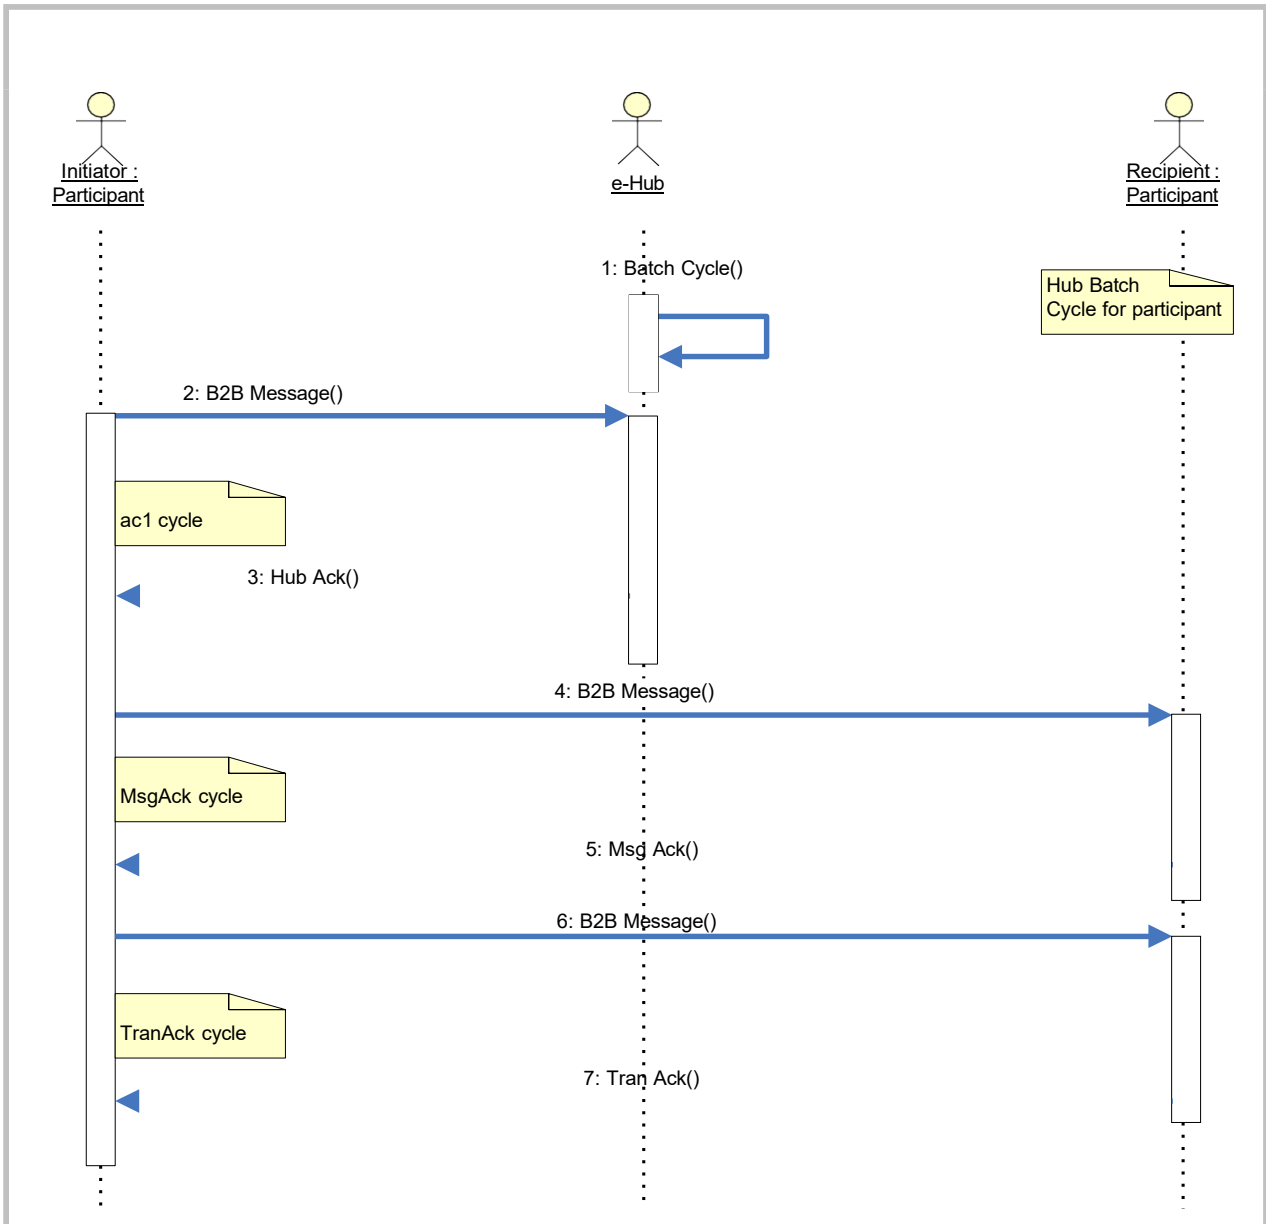 Initiator :
Participant
e-Hub
Recipient :
Participant
1: Batch Cycle()
Hub Batch
Cycle for participant
2: B2B Message()
ac1 cycle
3: Hub Ack()
4: B2B Message()
MsgAck cycle
5: Msg Ack()
6: B2B Message()
TranAck cycle
7: Tran Ack()